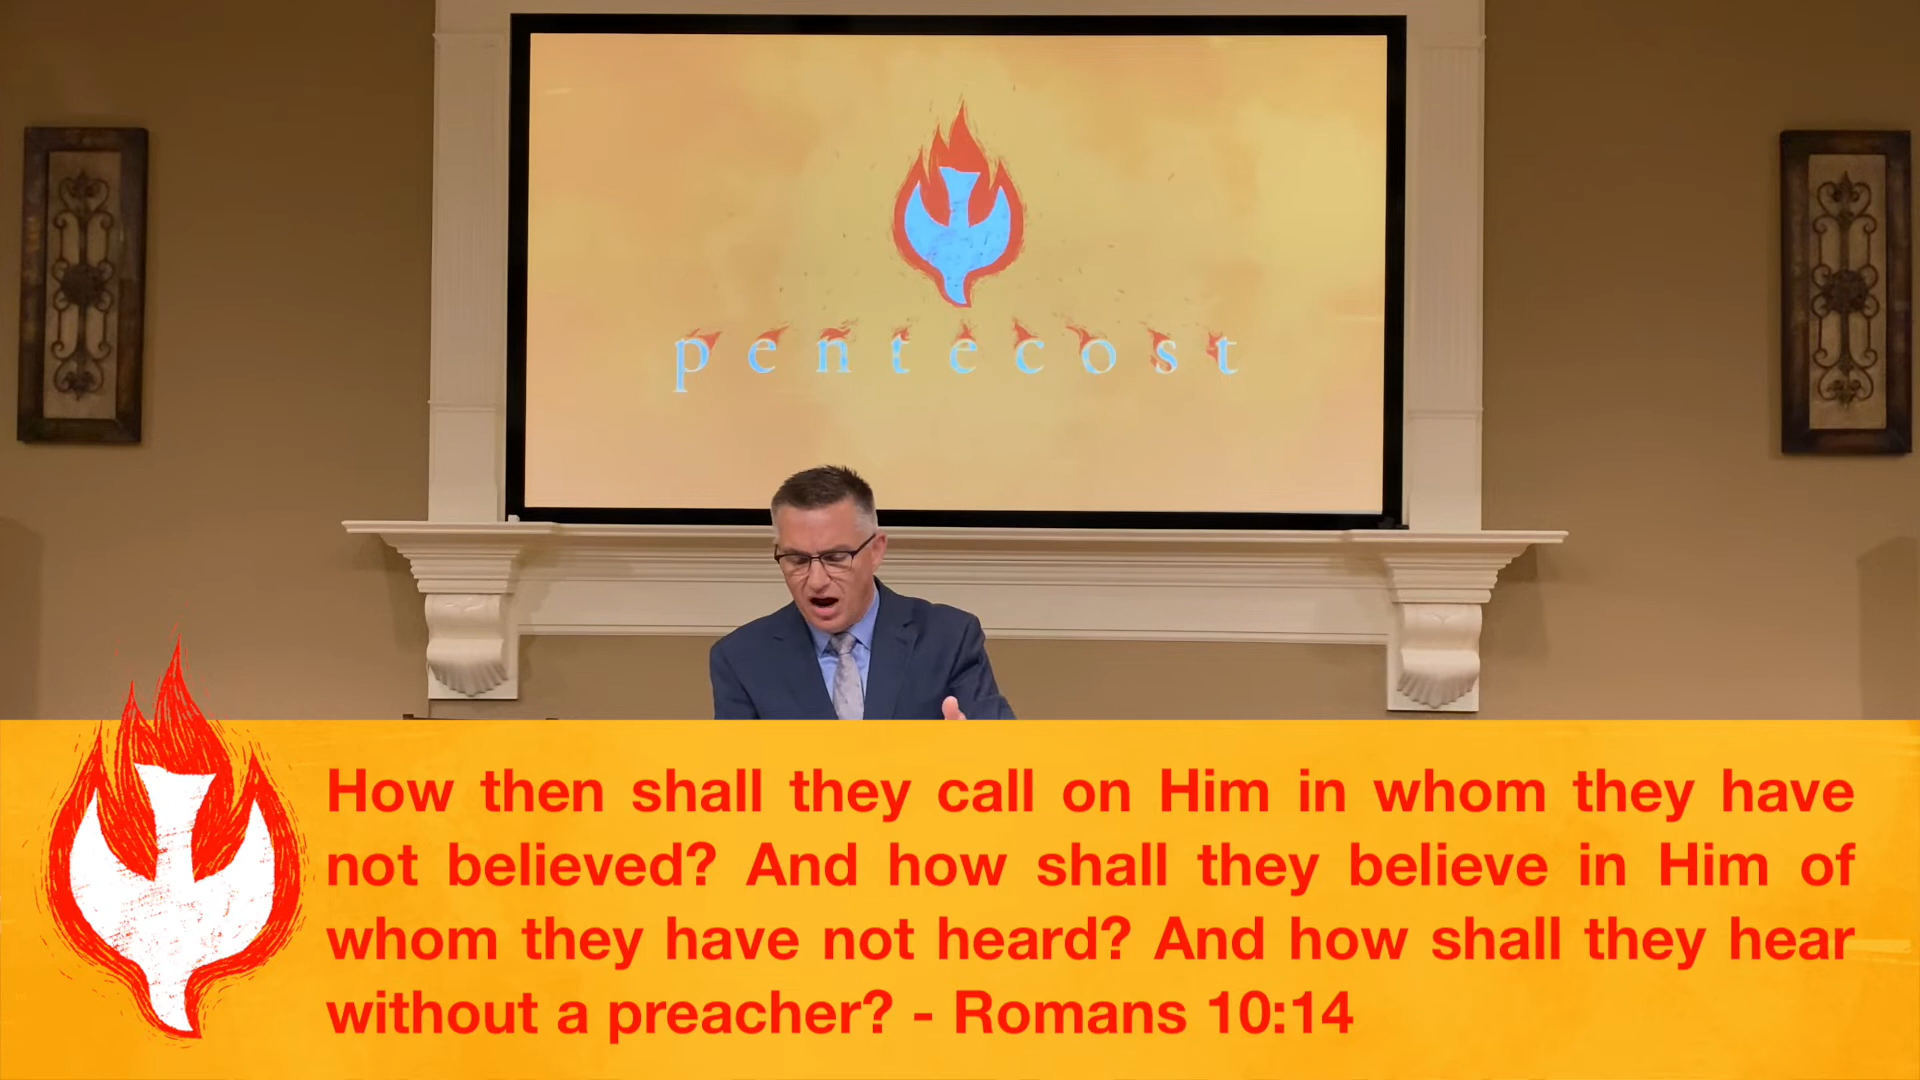 pentecost
How then shall they call on Him in whom they have
not believed? And how shall they believe in Him of
whom they have not heard? And how shall they hear
without a preacher? - Romans 10:14